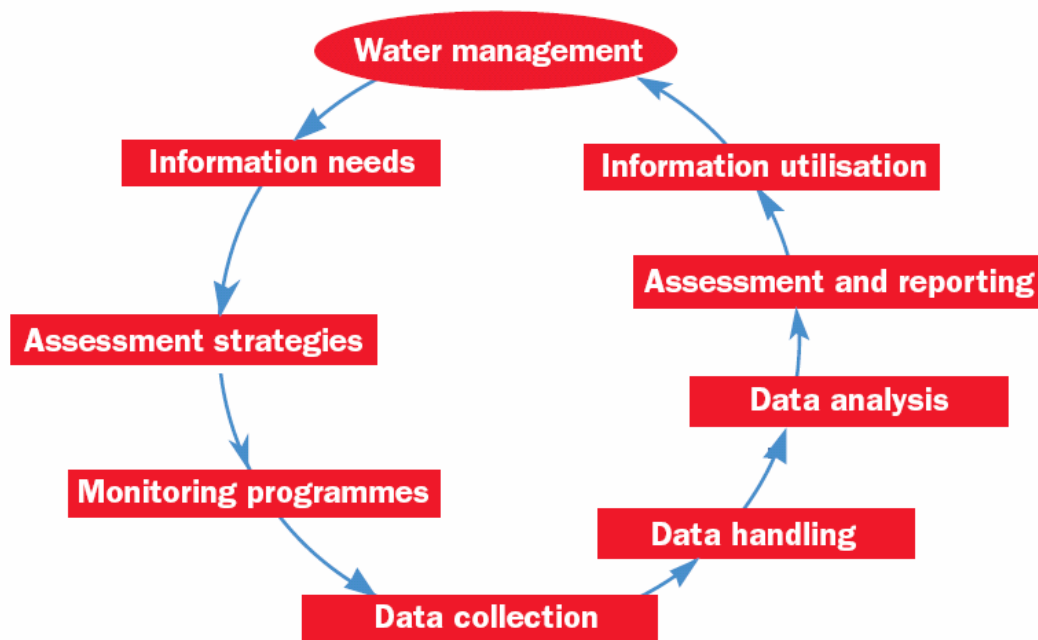 Water management
Information needs
Information utilisation
Assessment and reporting
Assessment strategies
Data analysis
Monitoring programmes
Data handling
Data collection